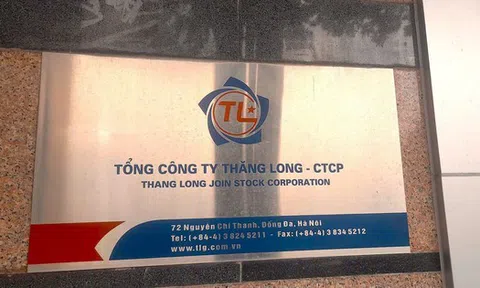 TL
TỔNG CÔNG TY THĂNG LONG - CTCP
THANG LONG JOIN STOCK CORPORATION
72 Nguyễn Chí Thanh, Đống Đa, Hà Nội
Tel: (+84-4) 3 824 5211 - Fax: (+84-4) 3 834 5212
www.tlg.com.vn